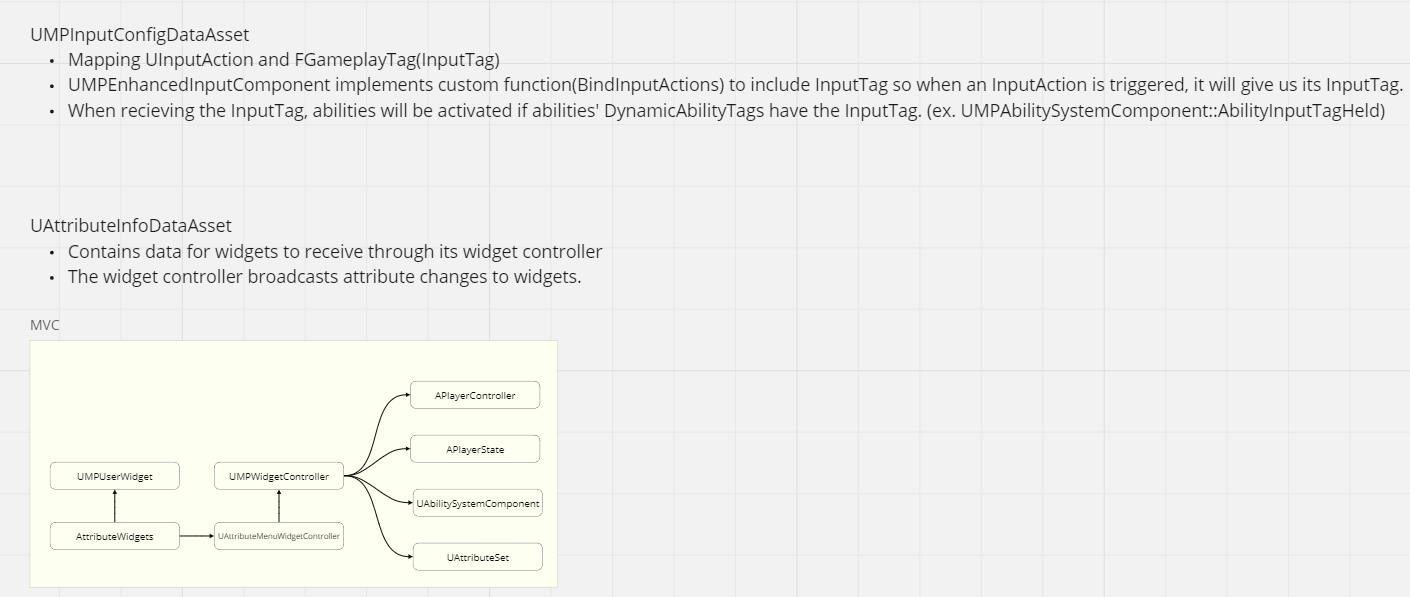 UMPInputConfigDataAsset
• Mapping UInputAction and FGameplayTag(InputTag)
• UMPEnhancedInputComponent implements custom function(BindInputActions) to include InputTag so when an InputAction is triggered, it will give us its InputTag.
• When recieving the InputTag, abilities will be activated if abilities' DynamicAbilityTags have the InputTag. (ex. UMPAbilitySystemComponent::AbilityInputTagHeld)
UAttributeInfoDataAsset
• Contains data for widgets to receive through its widget controller
• The widget controller broadcasts attribute changes to widgets.
MVC
APlayerController
APlayerState
UMPUserWidget
UMPWidgetController
UAbilitySystemComponent
AttributeWidgets
UAttributeMenuWidgetController
UAttributeSet